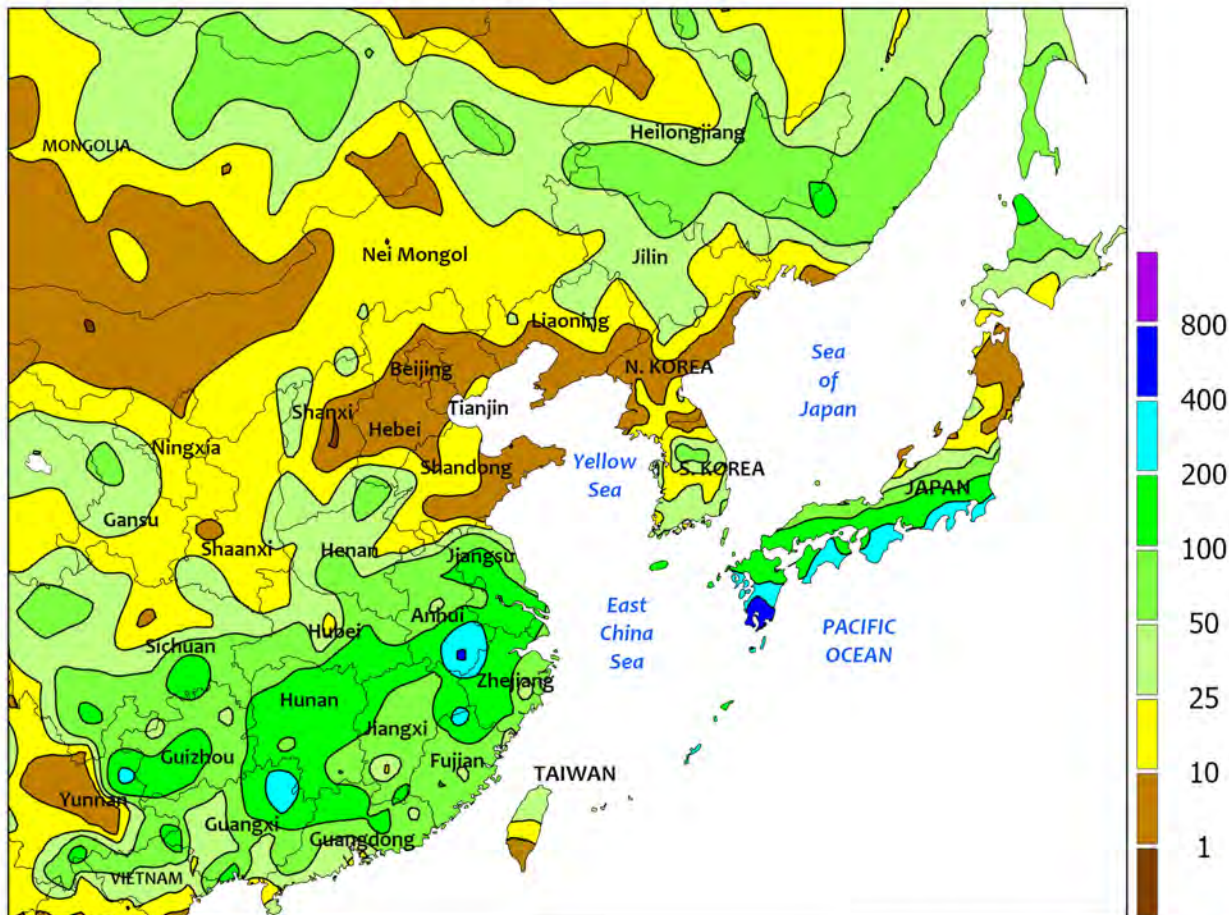 Heilongjiang
MONGOLIA
Nei Mongol
Jilin
Liaoning
Beijing
N. KOREA
Sea
of
Japan
Shanxi
Tianjin
Hebei
Ningxia
Shandong
Yellow
Sea
S. KOREA
JAPAN
Gansu
Shaanxi
Henan
Jiangsu
Anhui
East
China
Sea
PACIFIC
OCEAN
Hubei
Sichuan
Zhejiang
Hunan
Jiangxi
Guizhou
Fujian
TAIWAN
Yunnan
Guangxi
Guangdong
VIETNAM
800
400
200
100
50
25
10
1